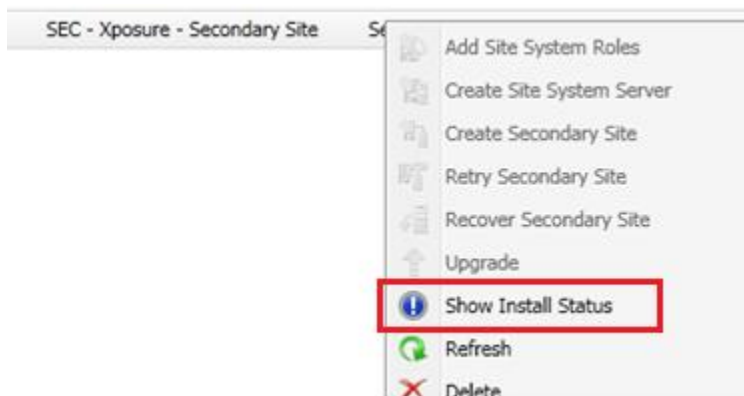 SEC - Xposure - Secondary Site Se
Add Site System Roles
Create Site System Server
Create Secondary Site
Retry Secondary Site
Recover Secondary Site
Upgrade
Show Install Status
Refresh
Delete